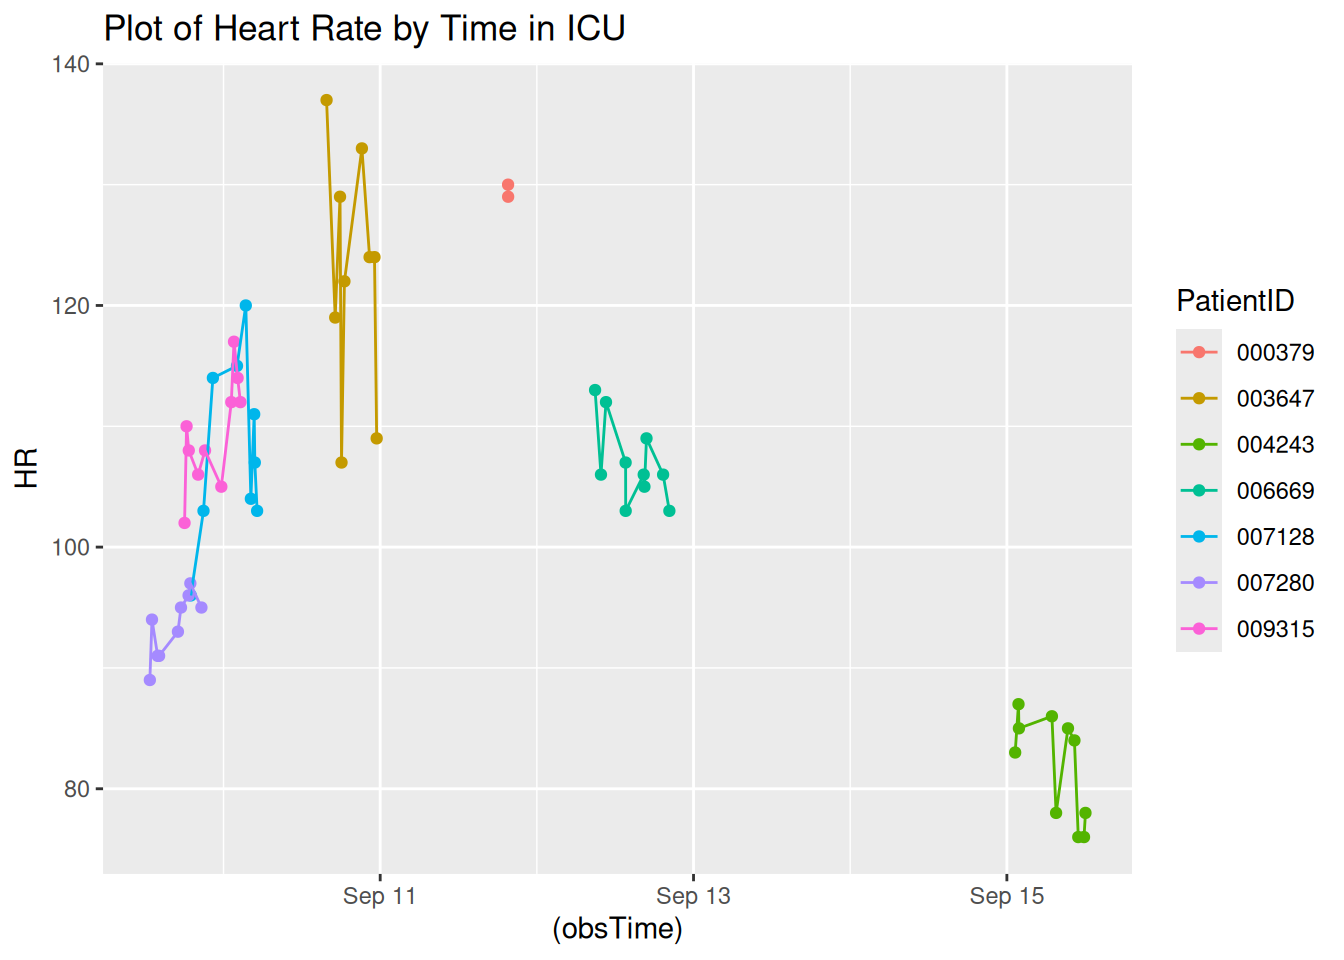 Plot of Heart Rate by Time in ICU
140
120
100
80
HR
Sep 11
Sep 13
Sep 15
(obsTime)
PatientID
000379
003647
004243
006669
007128
007280
009315